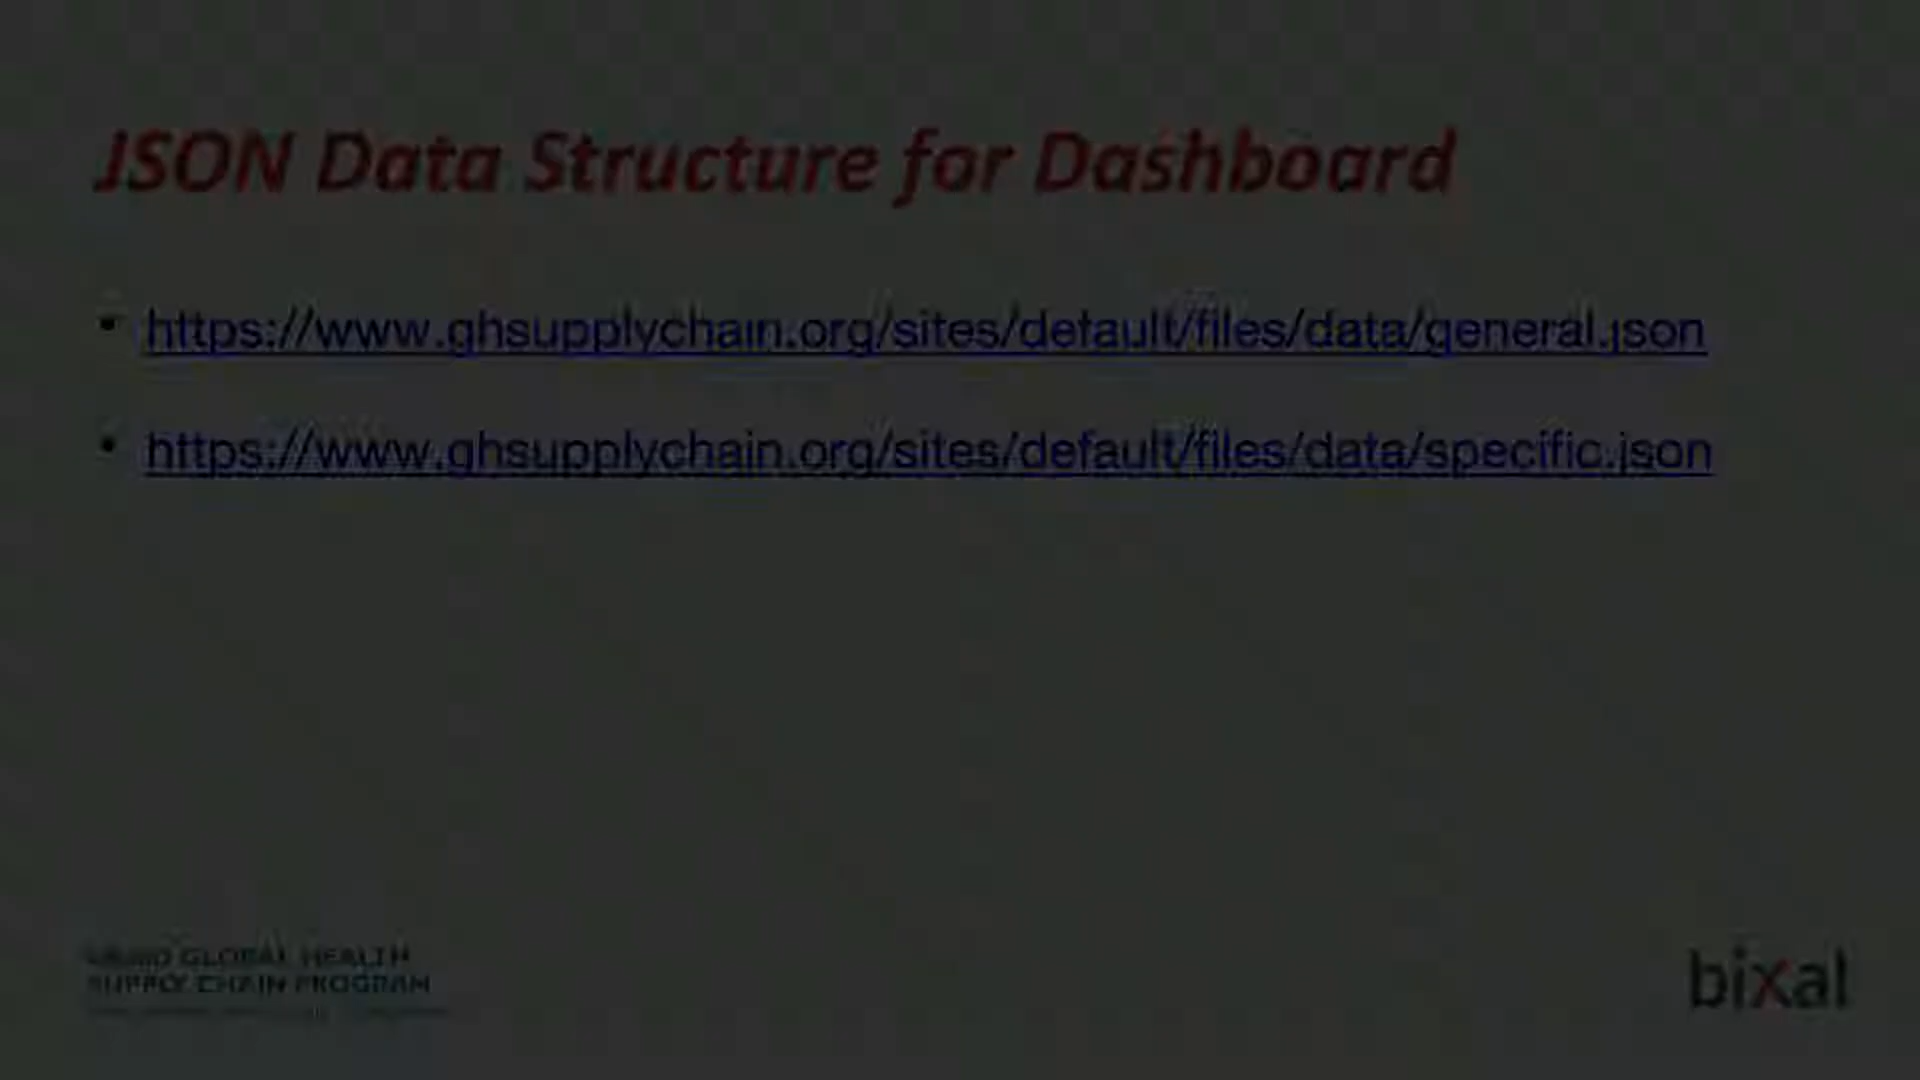 JSON Data Structure for Dashboard
• https://www.ghsupplychain.org/sites/default/files/data/general.json
• https://www.ghsupplychain.org/sites/default/files/data/specific.json
USAID GLOBAL HEALTH
SUPPLY CHAIN PROGRAM
bixal